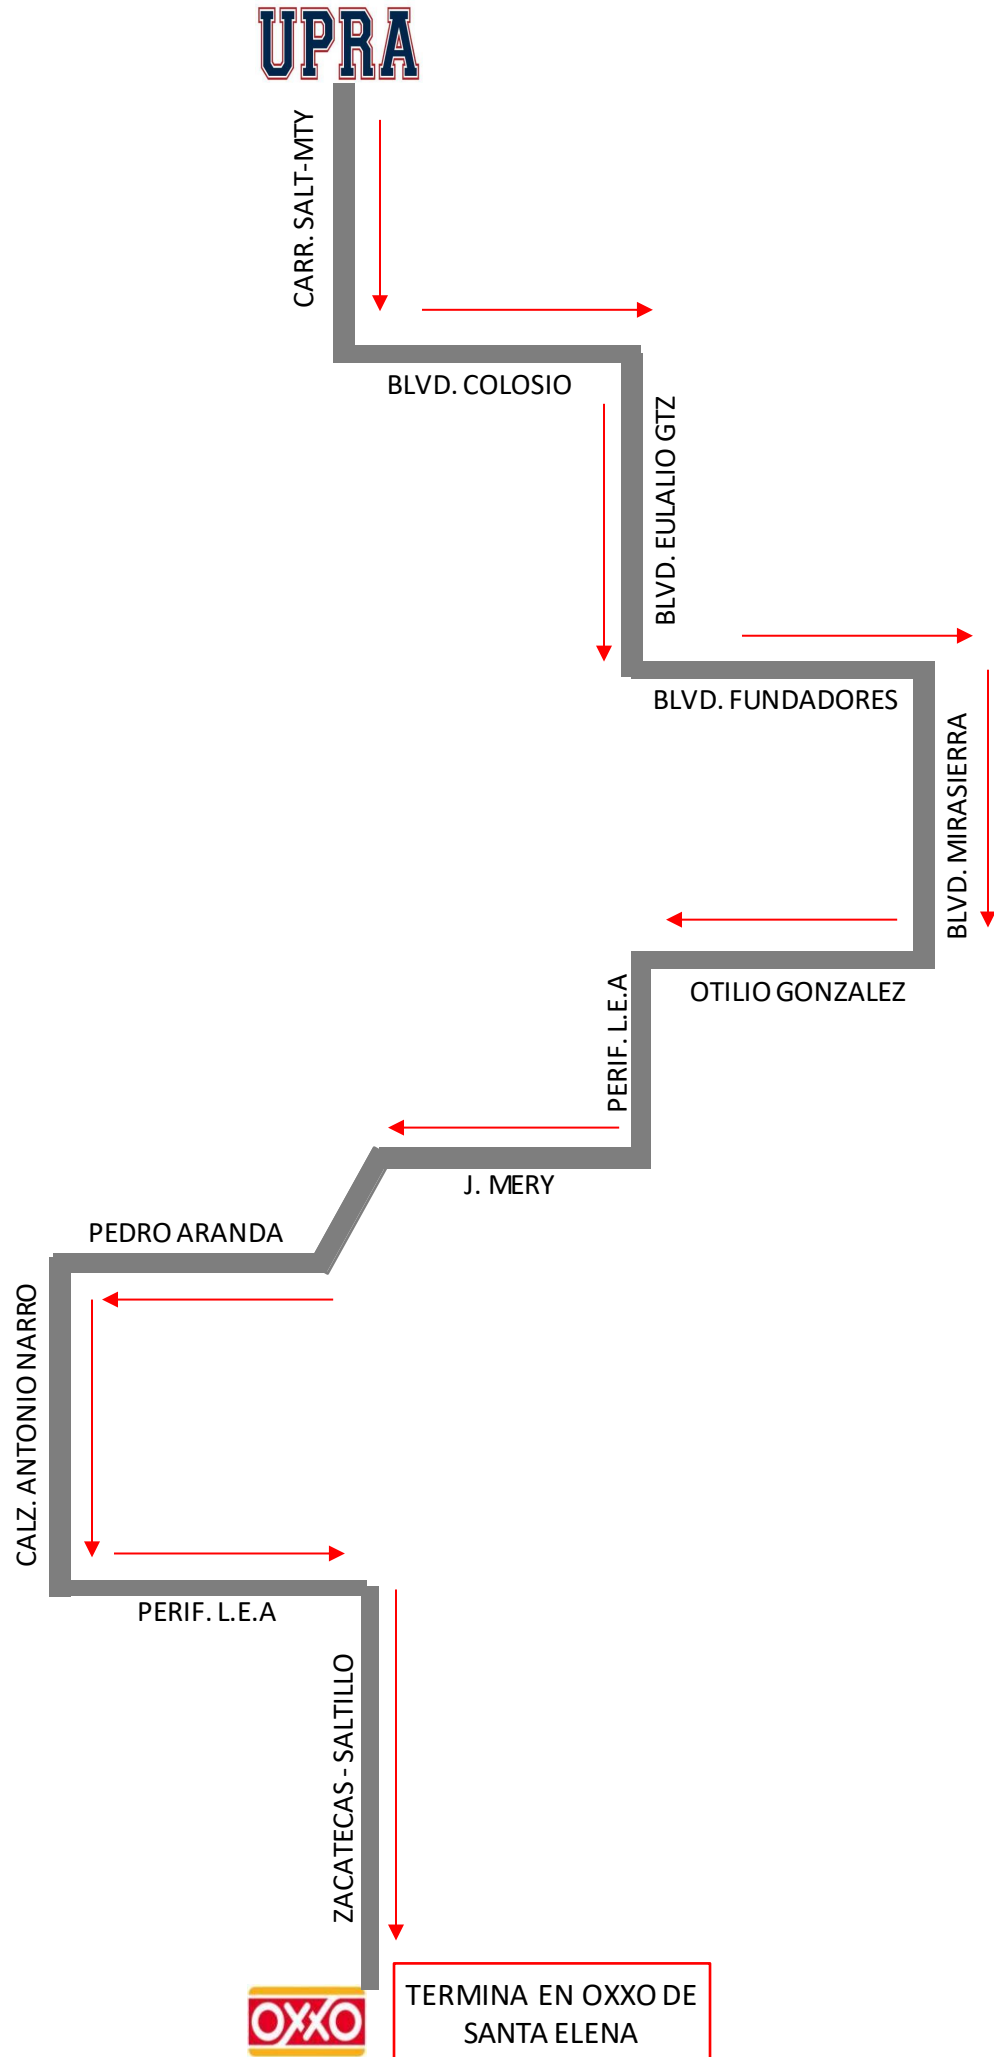 UPRA
CARR. SALT-MTY
BLVD. COLOSIO
BLVD. EULALIO GTZ
BLVD. FUNDADORES
BLVD. MIRASIERRA
OTILIO GONZALEZ
PERIF. L.E.A
J. MERY
PEDRO ARANDA
CALZ. ANTONIO NARRO
PERIF. L.E.A
ZACATECAS - SALTILLO
OXXO
TERMINA EN OXXO DE
SANTA ELENA